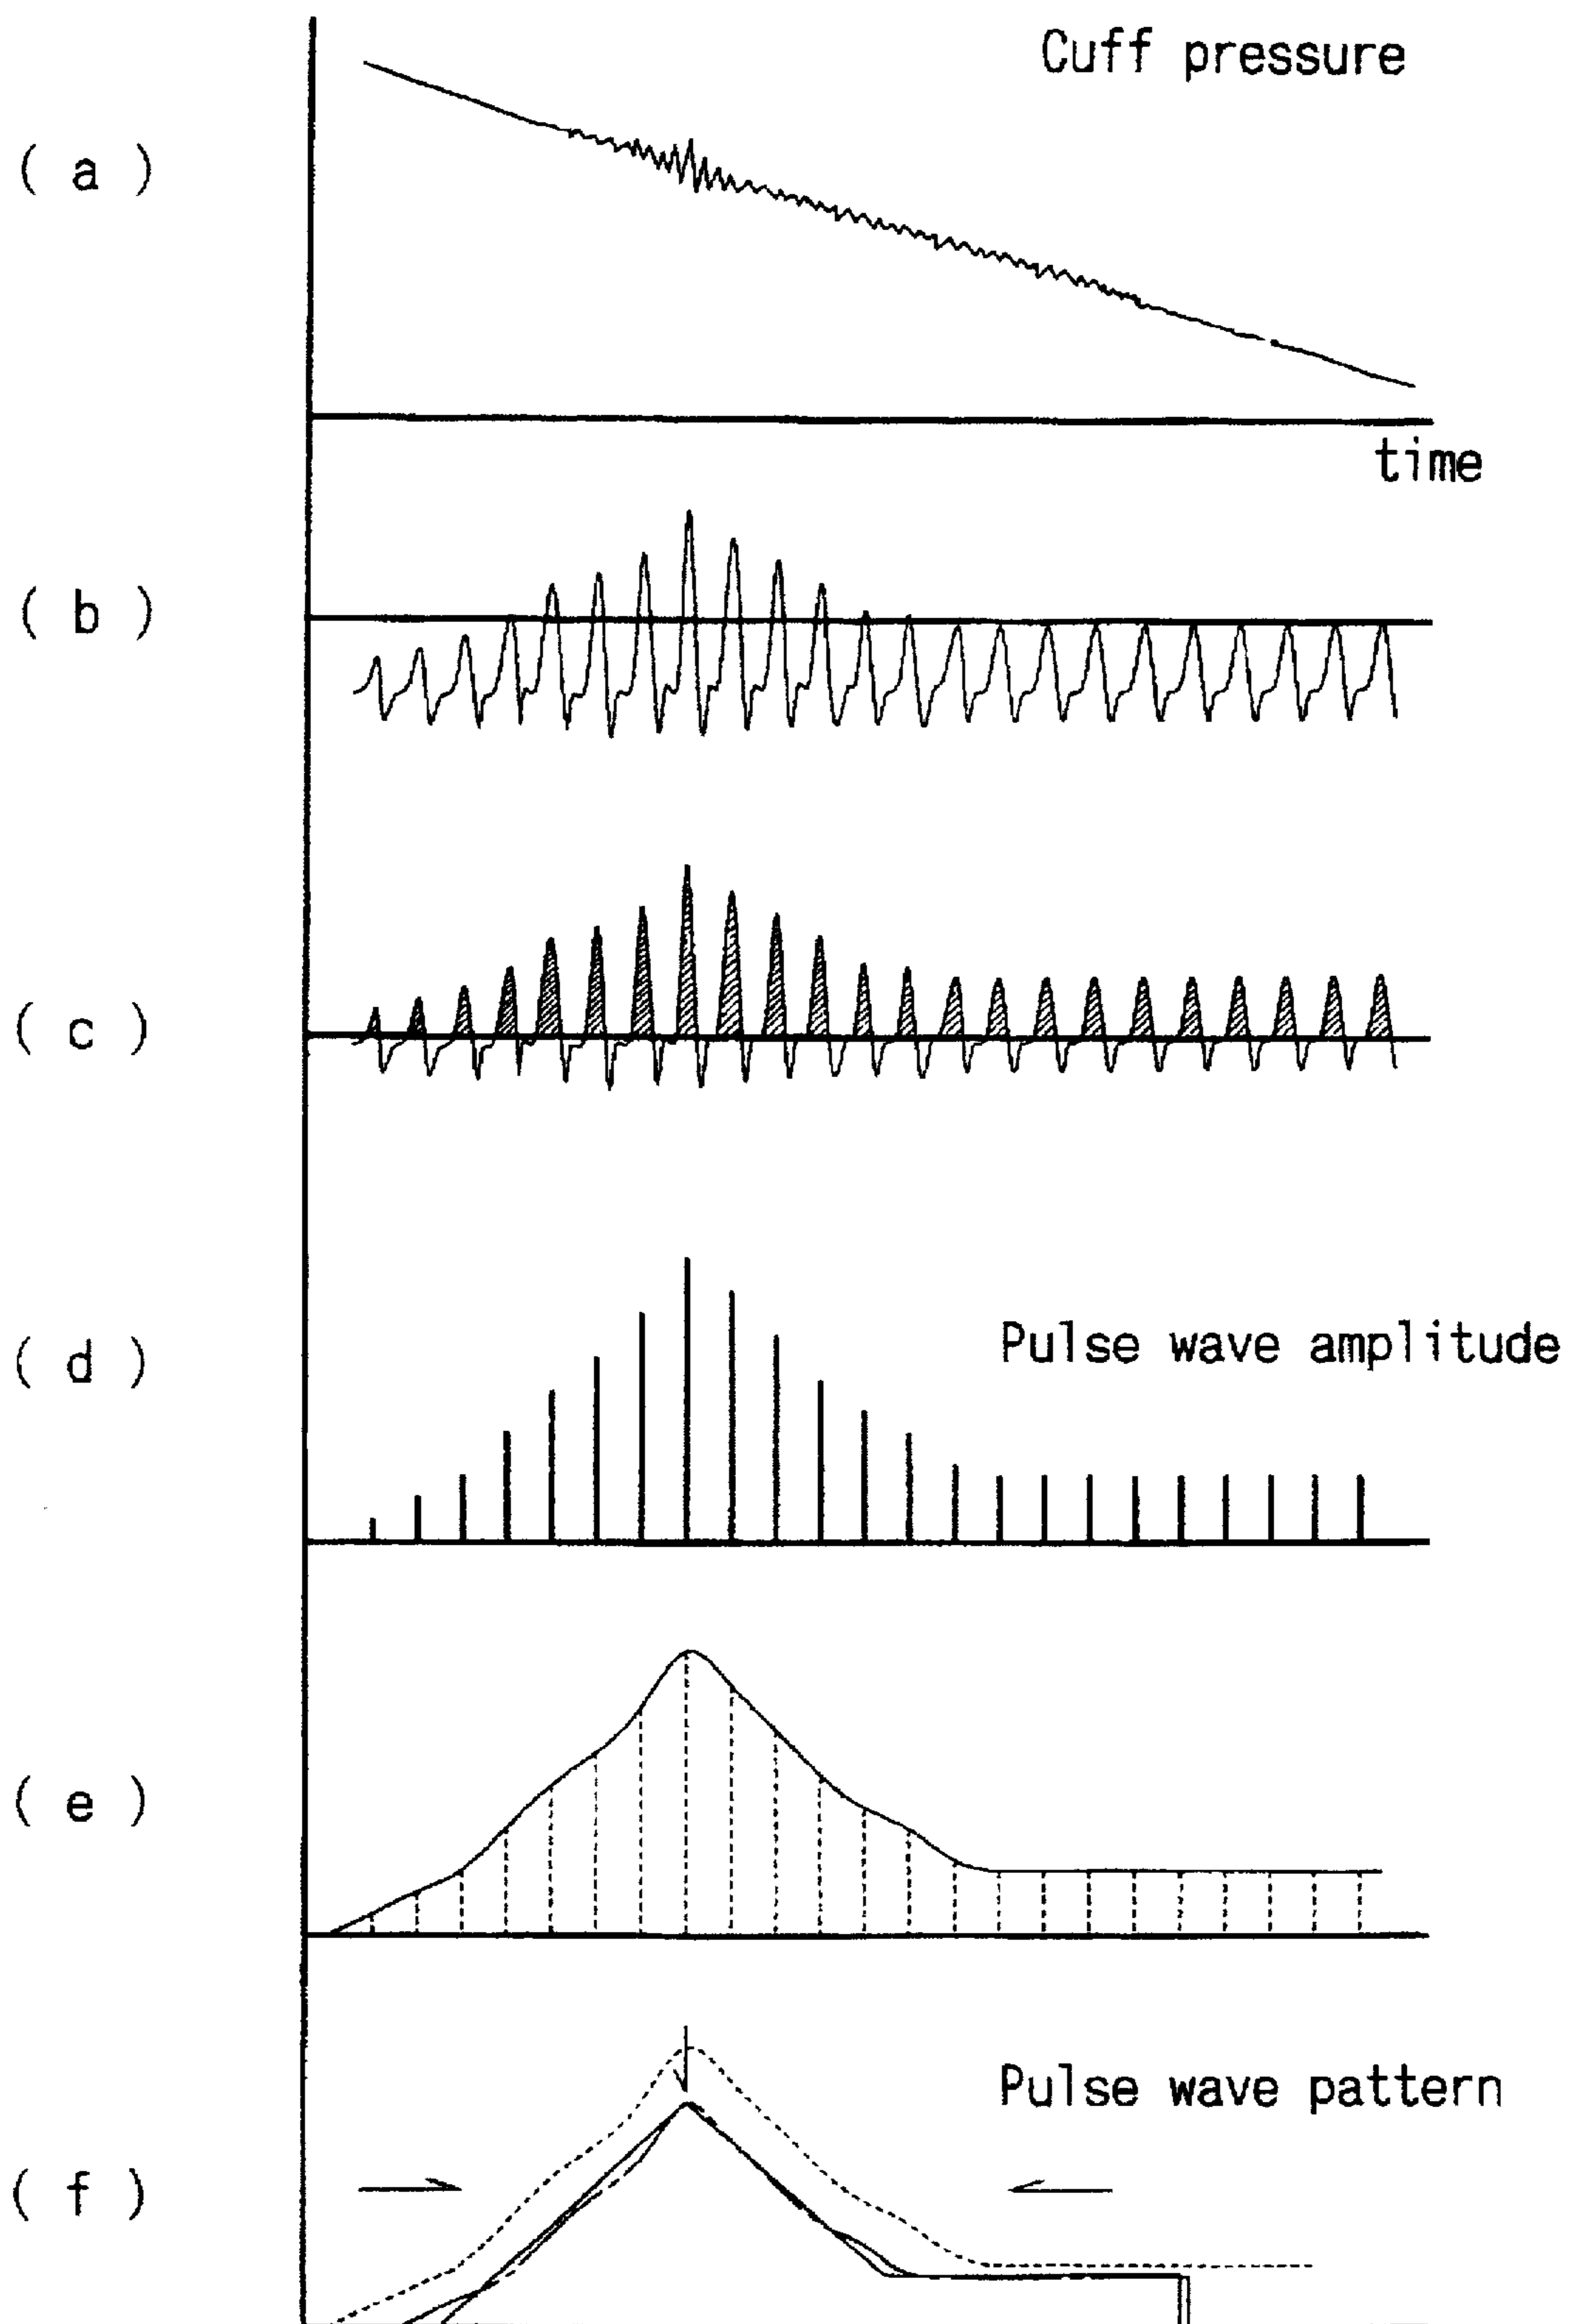 Cuff pressure
( a )
time
( b )
( c )
Pulse wave amplitude
( d )
( e )
Pulse wave pattern
( f )